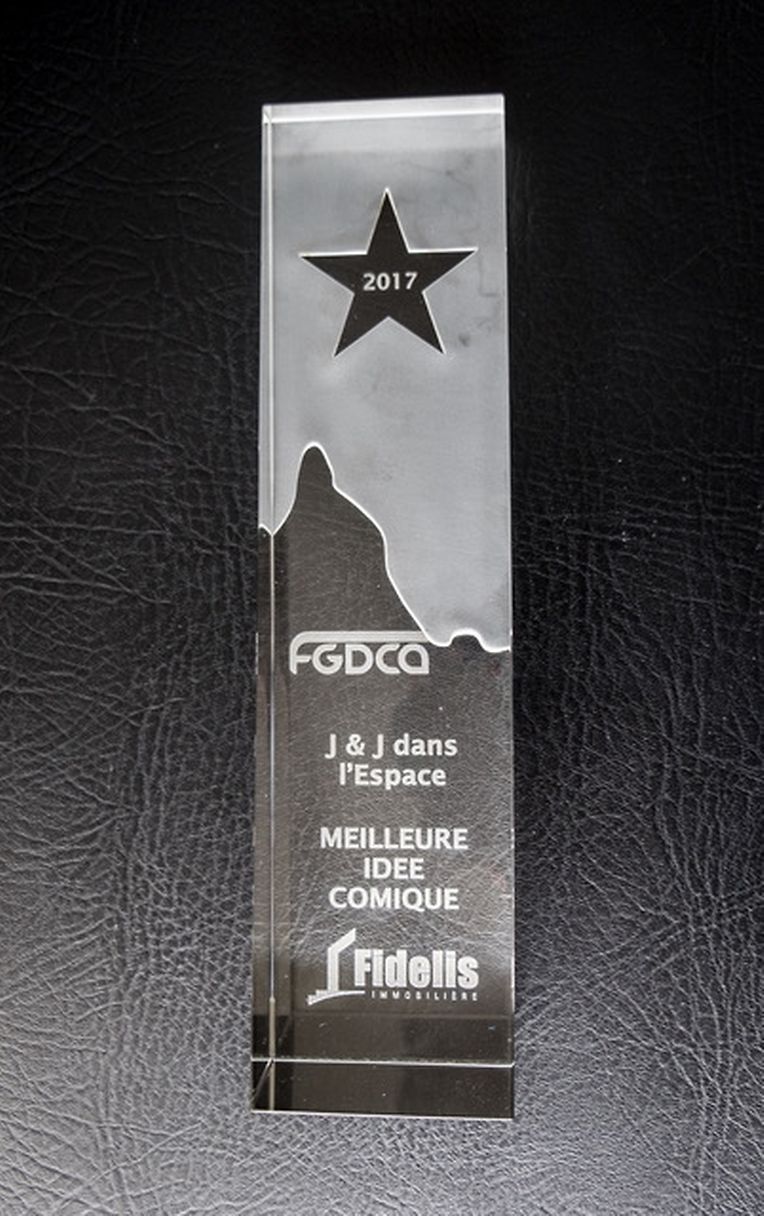 2017
FGDCA
J & J dans
l'Espace
MEILLEURE
IDEE
COMIQUE
Fidelis
IMMOBILIÈRE